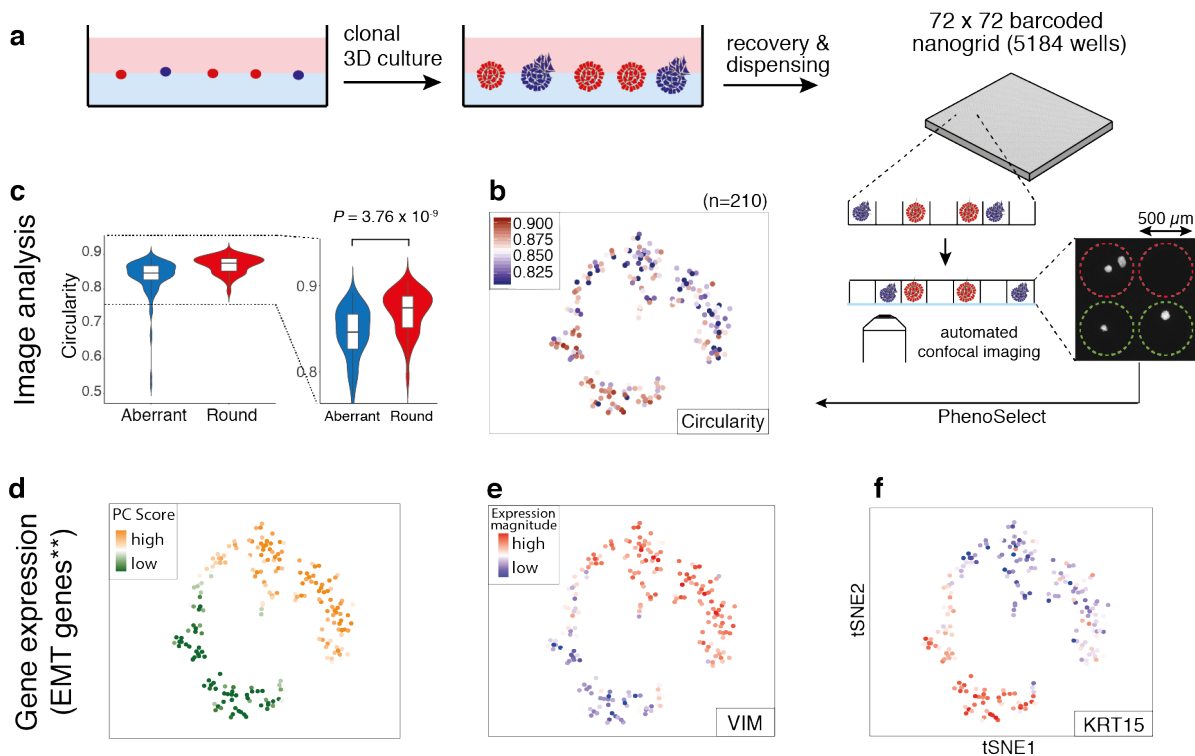 a
clonal
3D culture
recovery &
dispensing
72 x 72 barcoded
nanogrid (5184 wells)
500 µm
automated
confocal imaging
PhenoSelect
c
Image analysis
Circularity
0.9
0.8
0.7
0.6
0.5
Aberrant
Round
P = 3.76 x 10-9
0.9
0.8
Aberrant
Round
b
(n=210)
0.900
0.875
0.850
0.825
Circularity
Gene expression
(EMT genes**)
d
PC Score
high
low
e
Expression
magnitude
high
low
VIM
f
tSNE2
tSNE1
KRT15